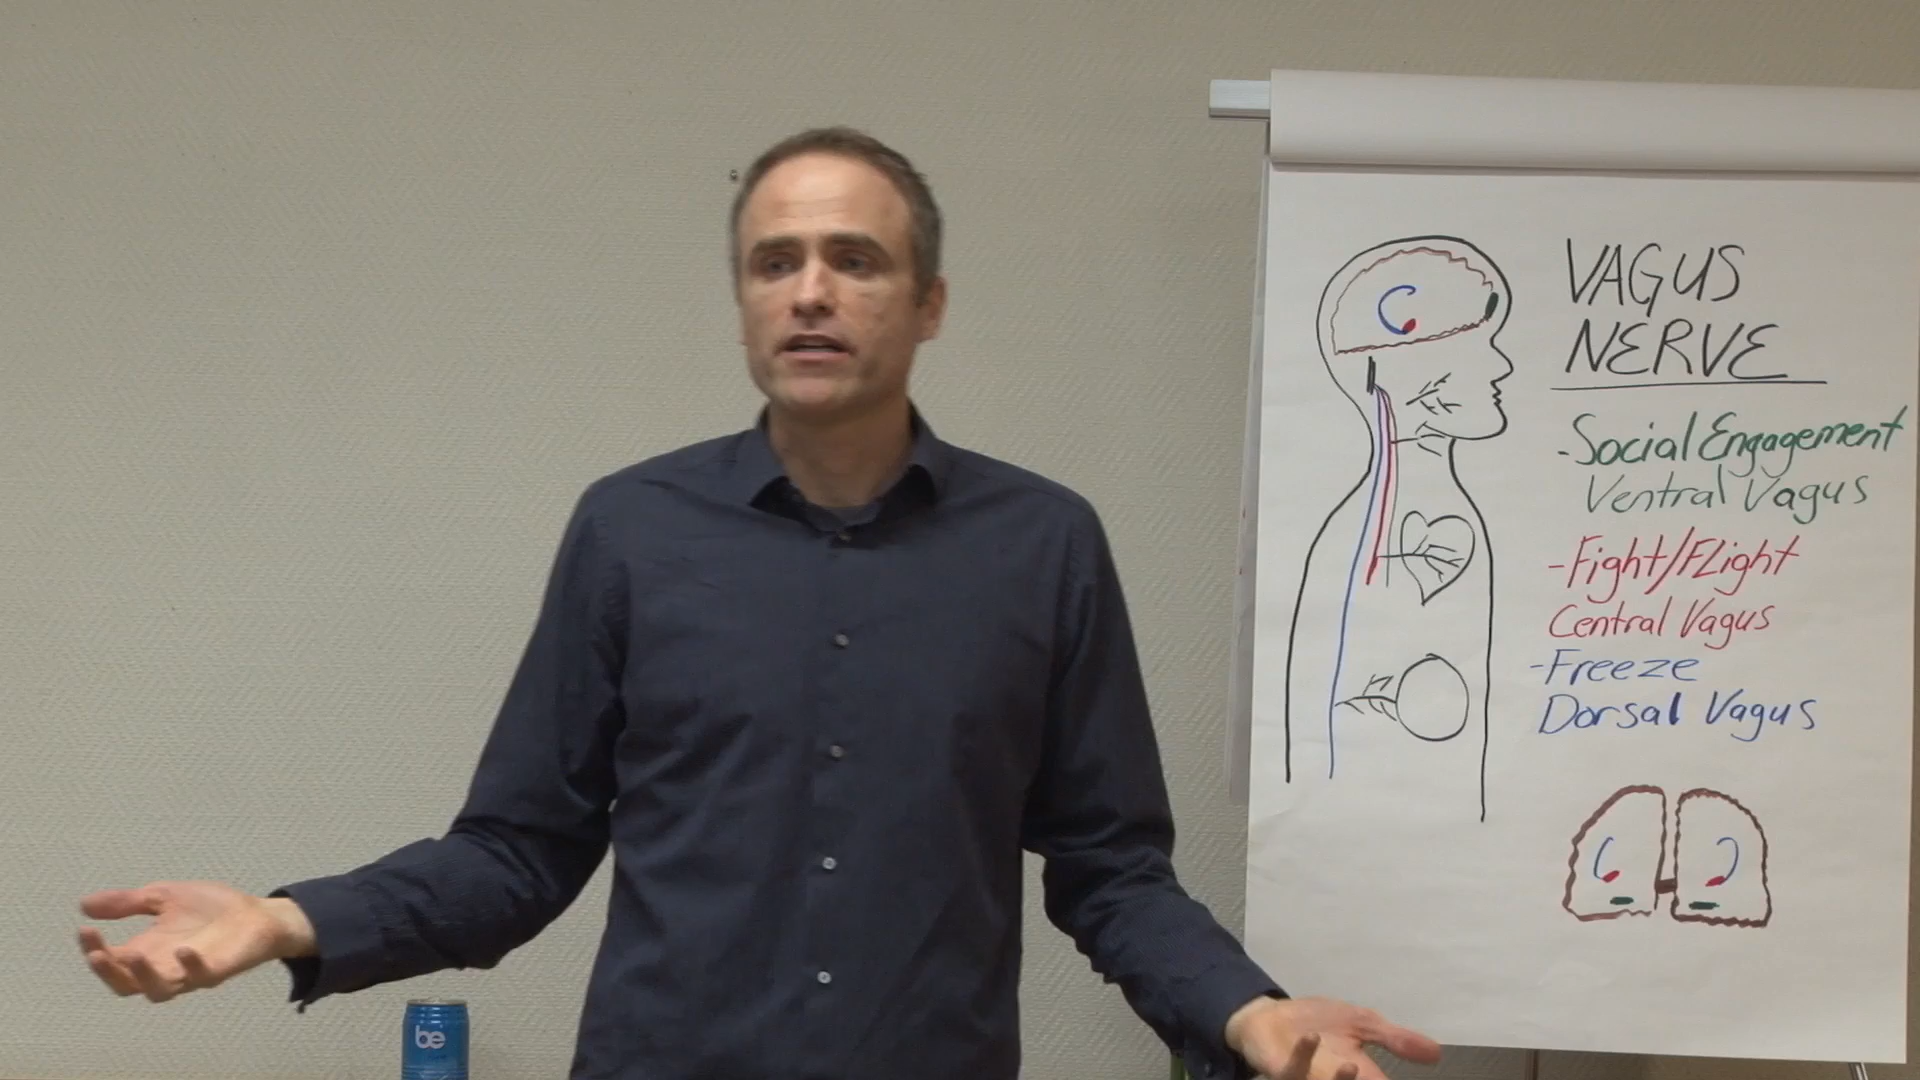 VAGUS
NERVE
- Social Engagement
Ventral Vagus
- Fight/Flight
Central Vagus
- Freeze
Dorsal Vagus
be